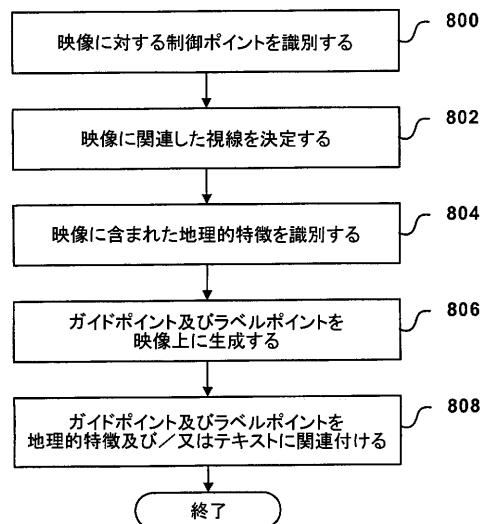 映像に対する制御ポイントを識別する
800
映像に関連した視線を決定する
802
映像に含まれた地理的特徴を識別する
804
ガイドポイント及びラベルポイントを
映像上に生成する
806
ガイドポイント及びラベルポイントを
地理的特徴及び/又はテキストに関連付ける
808
終了